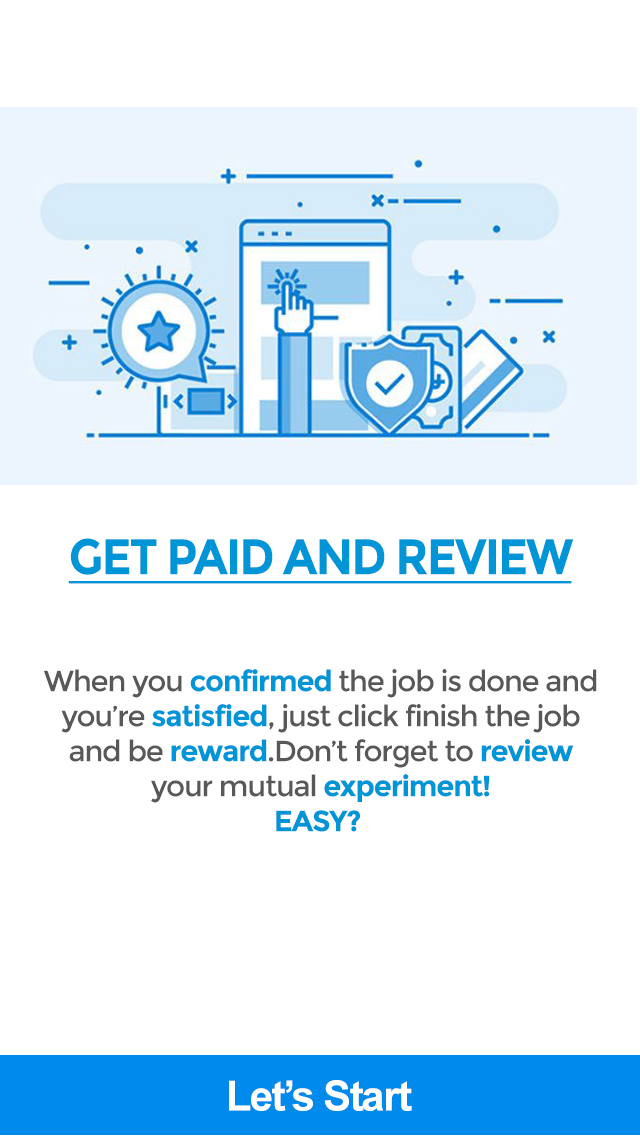 GET PAID AND REVIEW
When you confirmed the job is done and
you're satisfied, just click finish the job
and be reward.Don't forget to review
your mutual experiment!
EASY?
Let's Start